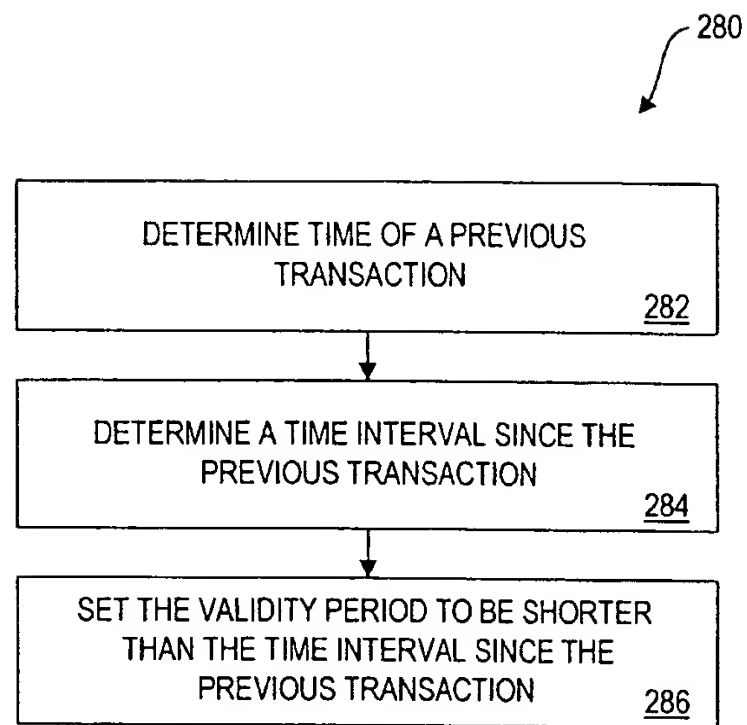 280
DETERMINE TIME OF A PREVIOUS
TRANSACTION
282
DETERMINE A TIME INTERVAL SINCE THE
PREVIOUS TRANSACTION
284
SET THE VALIDITY PERIOD TO BE SHORTER
THAN THE TIME INTERVAL SINCE THE
PREVIOUS TRANSACTION
286